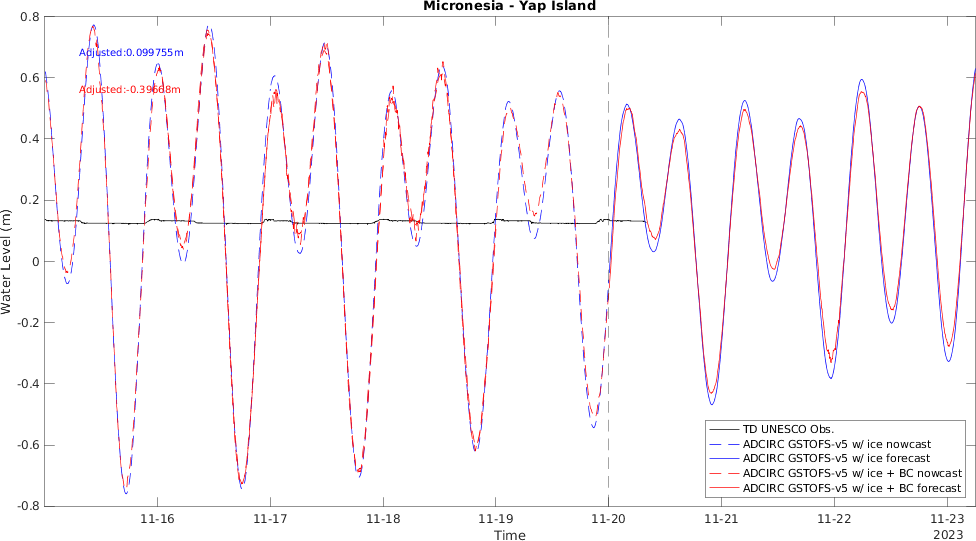 Micronesia - Yap Island
Adjusted:0.099755m
Adjusted:-0.39668m
Water Level (m)
0.8
0.6
0.4
0.2
0
-0.2
-0.4
-0.6
-0.8
TD UNESCO Obs.
ADCIRC GSTOFS-v5 w/ ice nowcast
ADCIRC GSTOFS-v5 w/ ice forecast
ADCIRC GSTOFS-v5 w/ ice + BC nowcast
ADCIRC GSTOFS-v5 w/ ice + BC forecast
11-16 11-17 11-18 11-19 11-20 11-21 11-22 11-23
Time
2023